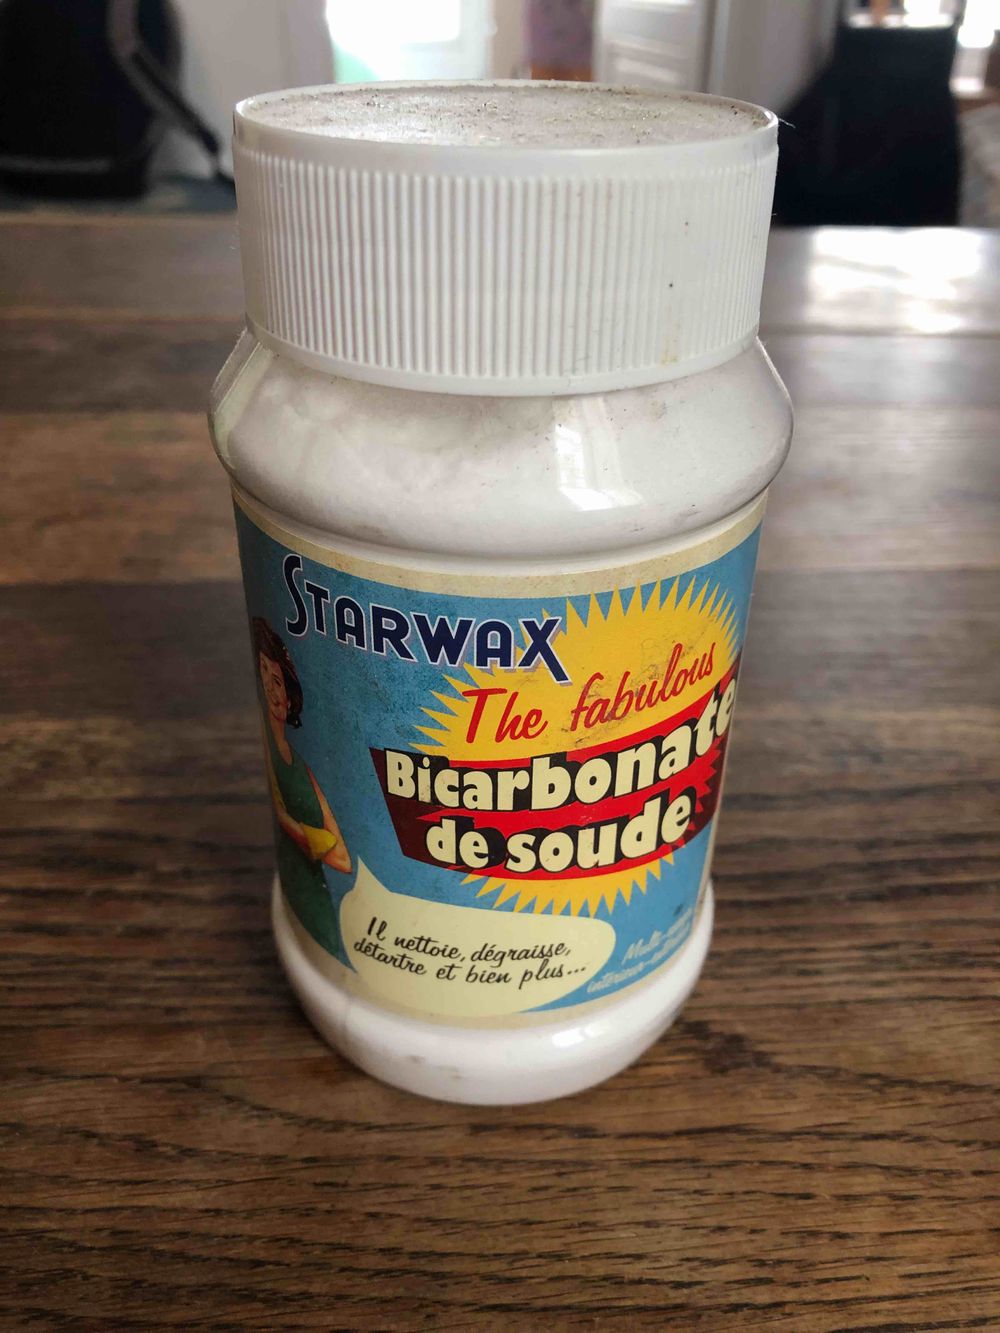 STARWAX
The fabulous
Bicarbonate
de soude
Il nettoie, dégraisse,
détartre et bien plus...